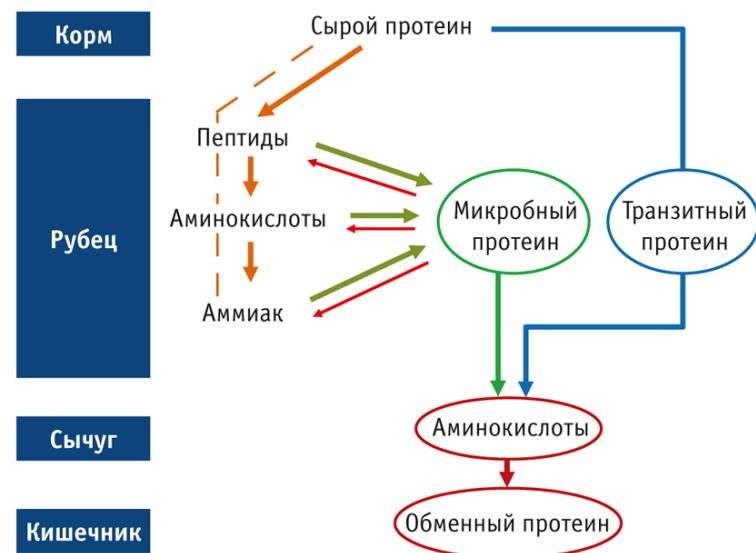 Корм
Сырой протеин
Рубец
Пептиды
Аминокислоты
Аммиак
Микробный
протеин
Транзитный
протеин
Сычуг
Аминокислоты
Кишечник
Обменный протеин